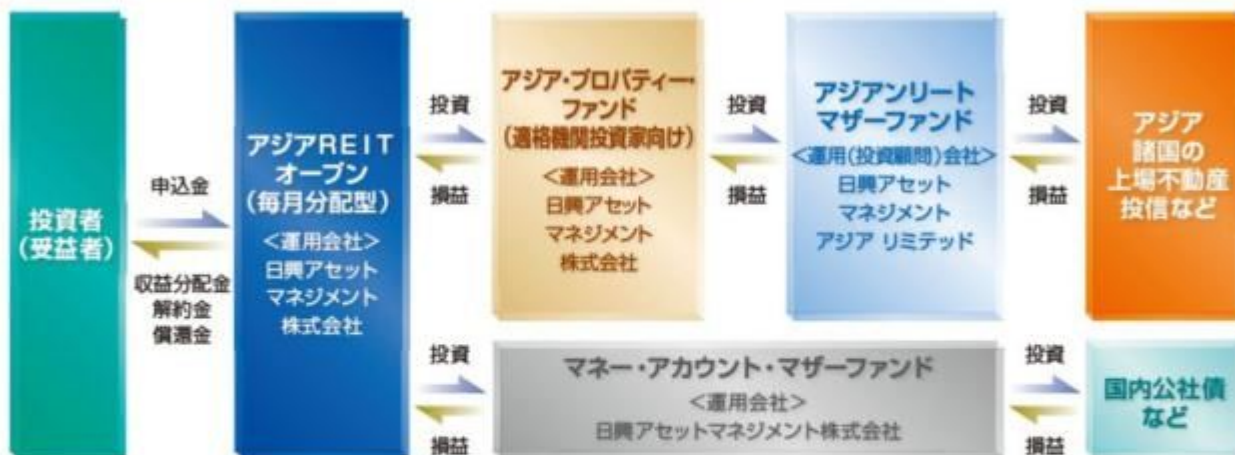 投資者
(受益者)
申込金
収益分配金
解約金
償還金
アジアREIT
オープン
(毎月分配型)
<運用会社>
日興アセット
マネジメント
株式会社
投資
損益
アジア・プロパティー・
ファンド
(適格機関投資家向け)
<運用会社>
日興アセット
マネジメント
株式会社
投資
損益
アジアンリート
マザーファンド
<運用(投資顧問)会社>
日興アセット
マネジメント
アジア リミテッド
投資
損益
アジア
諸国の
上場不動産
投信など
投資
損益
マネー・アカウント・マザーファンド
<運用会社>
日興アセットマネジメント株式会社
投資
損益
国内公社債
など